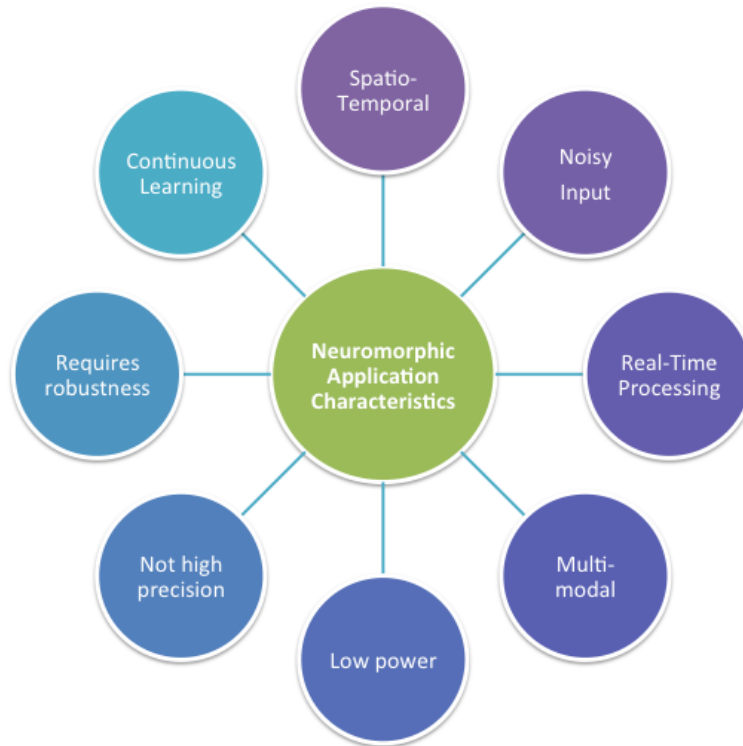 Spatio-
Temporal
Noisy
Input
Real-Time
Processing
Multi-
modal
Low power
Not high
precision
Requires
robustness
Continuous
Learning
Neuromorphic
Application
Characteristics